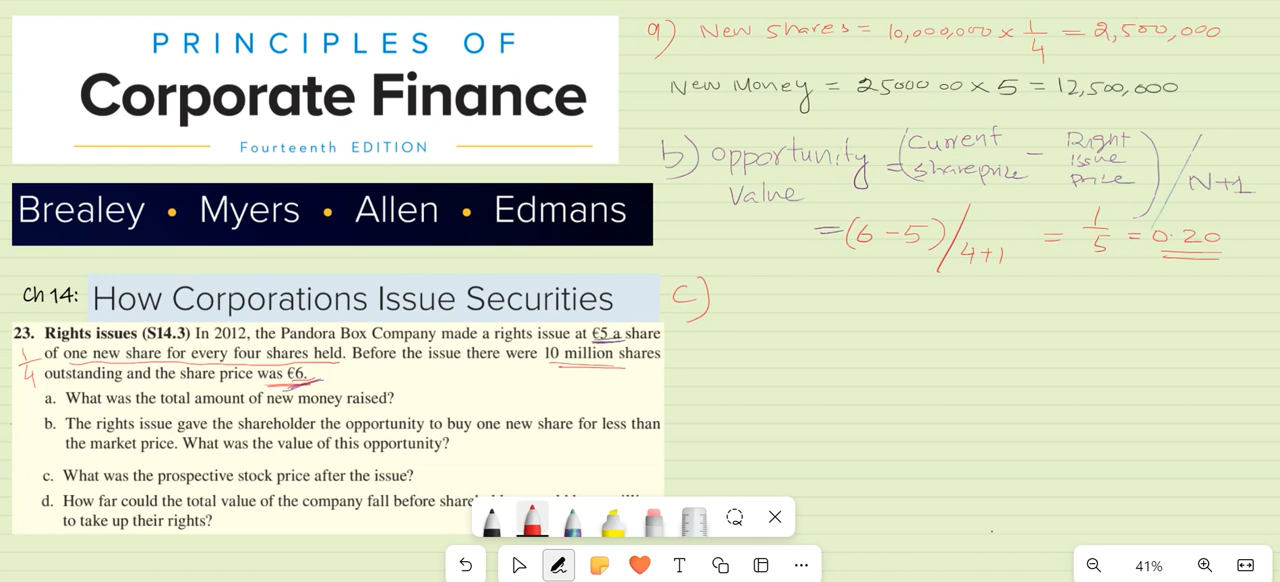 PRINCIPLES OF
Corporate Finance
Fourteenth EDITION
Brealey • Myers • Allen • Edmans
Ch 14: How Corporations Issue Securities
23. Rights issues (S14.3) In 2012, the Pandora Box Company made a rights issue at €5 a share
of one new share for every four shares held. Before the issue there were 10 million shares
1/4
outstanding and the share price was €6.
a. What was the total amount of new money raised?
b. The rights issue gave the shareholder the opportunity to buy one new share for less than
the market price. What was the value of this opportunity?
c. What was the prospective stock price after the issue?
d. How far could the total value of the company fall before
to take up their rights?
a) New shares = 10,000,000 × 1/4 = 2,500,000
New Money = 2500000 × 5 = 12,500,000
b) opportunity Value = (Current shareprize - Right Issue Price) / N+1
= (6-5) / 4+1 = 1/5 = 0.20
c)
T
41%